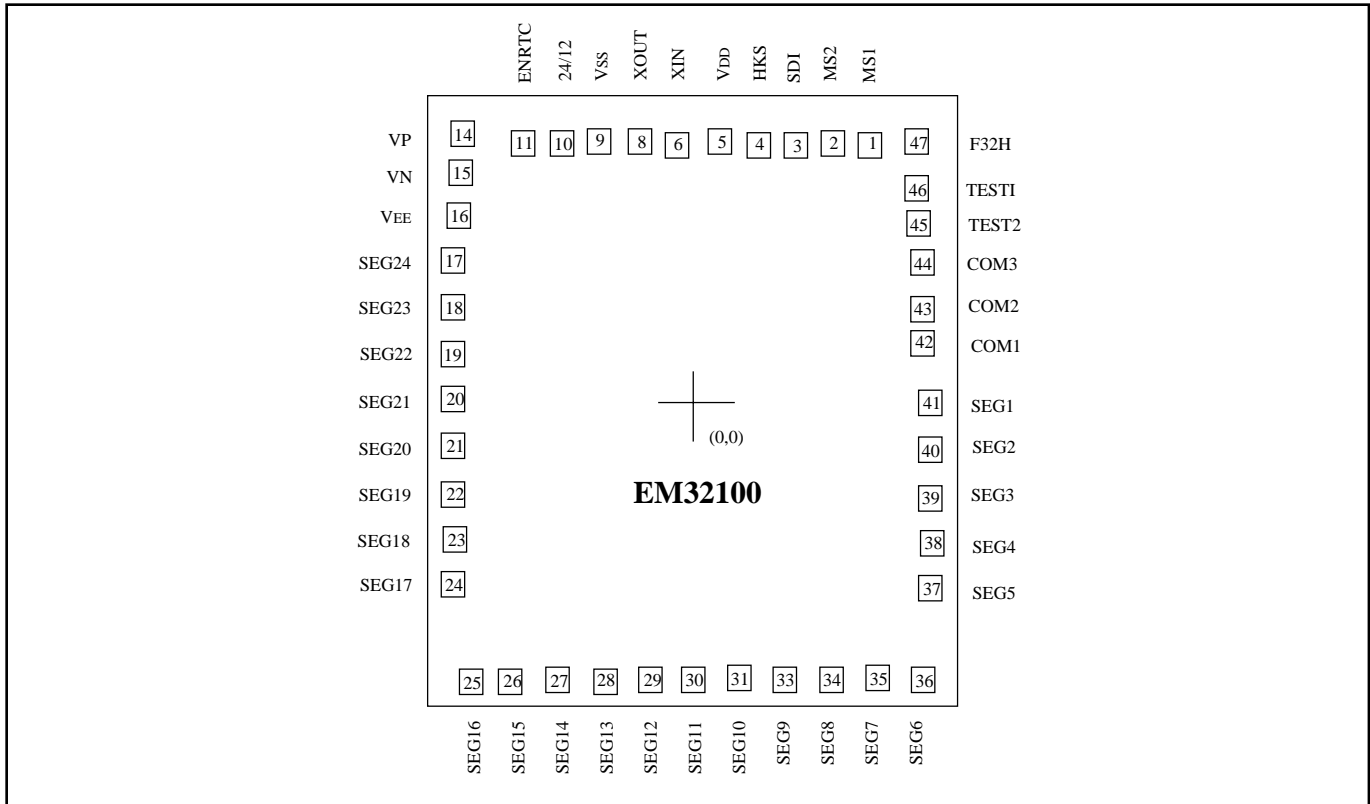 ENRTC 24/12 VSS XOUT XIN VDD HKS SDI MS2 MS1
VP 14 11 10 9 8 6 5 4 3 2 1 47 F32H
VN 15 46 TESTI
VEE 16 45 TEST2
SEG24 17 44 COM3
SEG23 18 43 COM2
SEG22 19 42 COM1
SEG21 20 41 SEG1
(0,0)
SEG20 21 40 SEG2
SEG19 22 EM32100 39 SEG3
SEG18 23 38 SEG4
SEG17 24 37 SEG5
25 26 27 28 29 30 31 33 34 35 36
SEG16 SEG15 SEG14 SEG13 SEG12 SEG11 SEG10 SEG9 SEG8 SEG7 SEG6